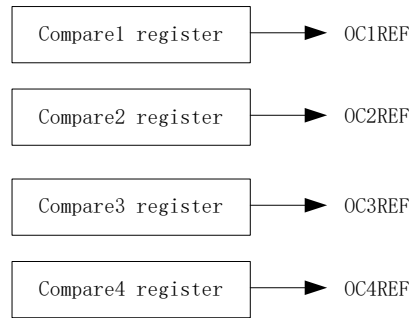 Compare1 register OC1REF
Compare2 register OC2REF
Compare3 register OC3REF
Compare4 register OC4REF